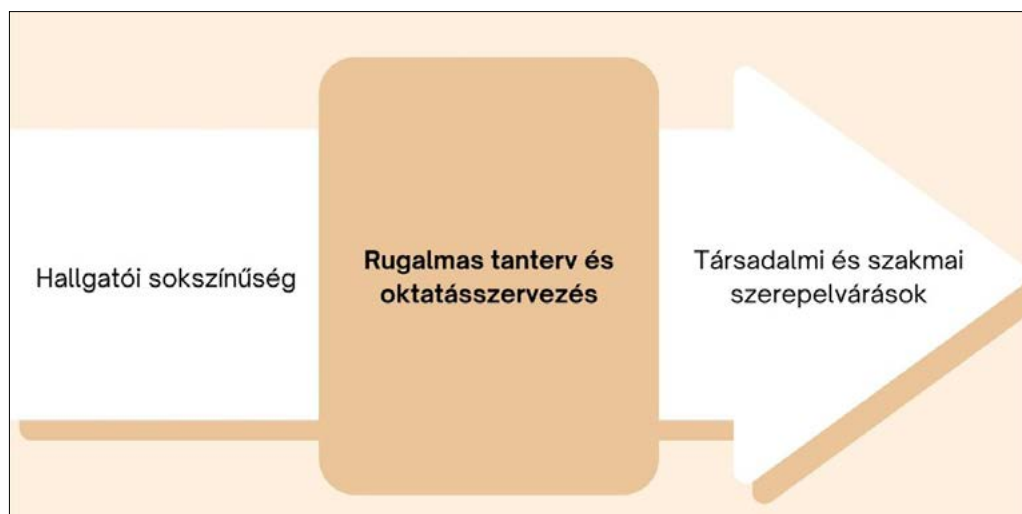 Hallgatói sokszínűség
Rugalmas tanterv és
oktatásszervezés
Társadalmi és szakmai
szerepelvárások